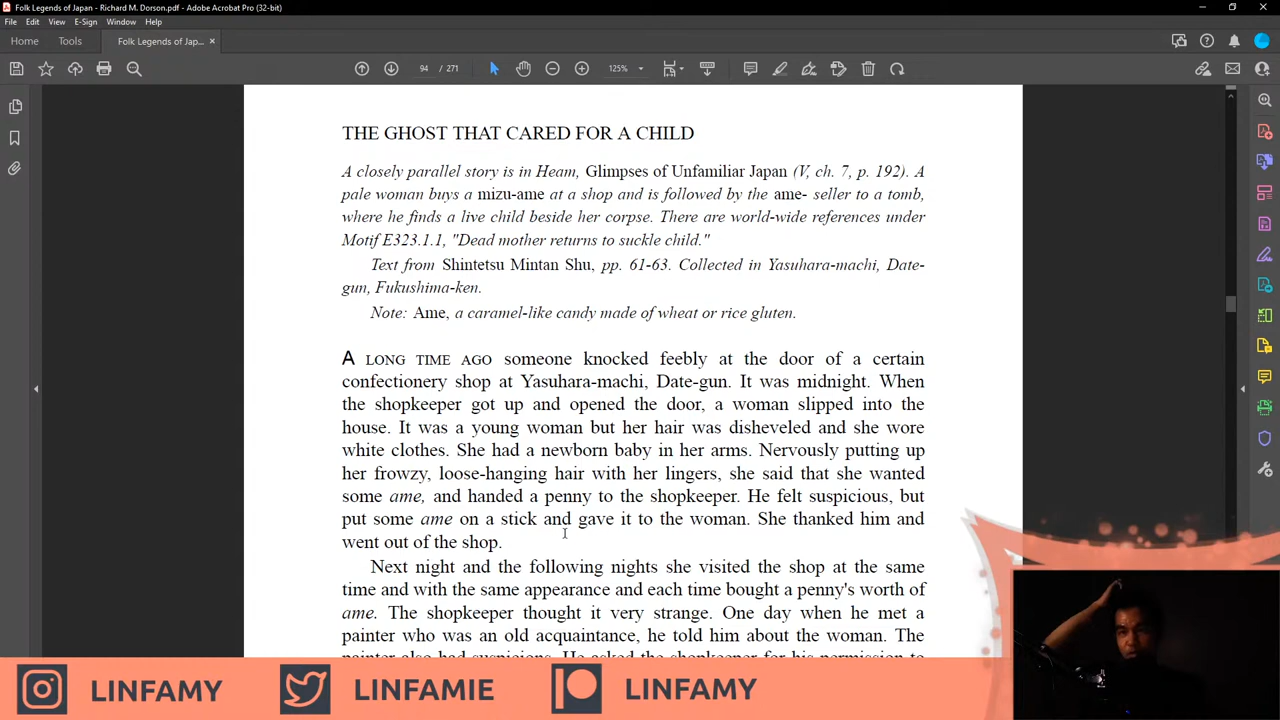 Folk Legends of Japan - Richard M. Dorson.pdf - Adobe Acrobat Pro (32-bit)
File Edit View E-Sign Window Help
Home Tools Folk Legends of Jap... ×
94 / 271 125%
THE GHOST THAT CARED FOR A CHILD
A closely parallel story is in Heam, Glimpses of Unfamiliar Japan (V, ch. 7, p. 192). A
pale woman buys a mizu-ame at a shop and is followed by the ame- seller to a tomb,
where he finds a live child beside her corpse. There are world-wide references under
Motif E323.1.1, "Dead mother returns to suckle child."
Text from Shintetsu Mintan Shu, pp. 61-63. Collected in Yasuhara-machi, Date-
gun, Fukushima-ken.
Note: Ame, a caramel-like candy made of wheat or rice gluten.
A LONG TIME AGO someone knocked feebly at the door of a certain
confectionery shop at Yasuhara-machi, Date-gun. It was midnight. When
the shopkeeper got up and opened the door, a woman slipped into the
house. It was a young woman but her hair was disheveled and she wore
white clothes. She had a newborn baby in her arms. Nervously putting up
her frowzy, loose-hanging hair with her lingers, she said that she wanted
some ame, and handed a penny to the shopkeeper. He felt suspicious, but
put some ame on a stick and gave it to the woman. She thanked him and
went out of the shop.
Next night and the following nights she visited the shop at the same
time and with the same appearance and each time bought a penny's worth of
ame. The shopkeeper thought it very strange. One day when he met a
painter who was an old acquaintance, he told him about the woman. The
painter also had suspicions. He asked the shopkeeper for his permission to
LINFAMY LINFAMIE LINFAMY